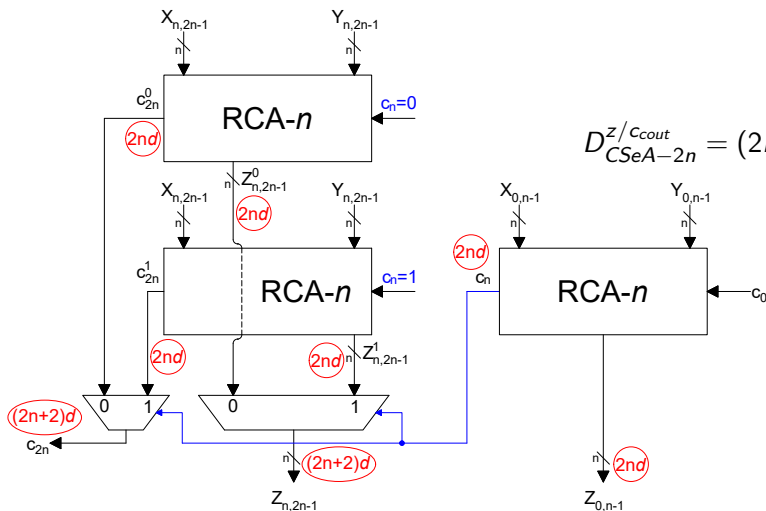 X_{n,2n-1} Y_{n,2n-1}
n n
c^0_{2n} RCA-n c_n=0
2nd
n Z^0_{n,2n-1}
2nd
D^{z/c_{cout}}_{CSeA-2n} = (2
X_{n,2n-1} Y_{n,2n-1}
n n
c^1_{2n} RCA-n c_n=1
2nd
2nd n Z^1_{n,2n-1}
X_{0,n-1} Y_{0,n-1}
n n
2nd
c_n RCA-n c_0
0 1
0 1
(2n+2)d
c_{2n}
n (2n+2)d
Z_{n,2n-1}
n 2nd
Z_{0,n-1}